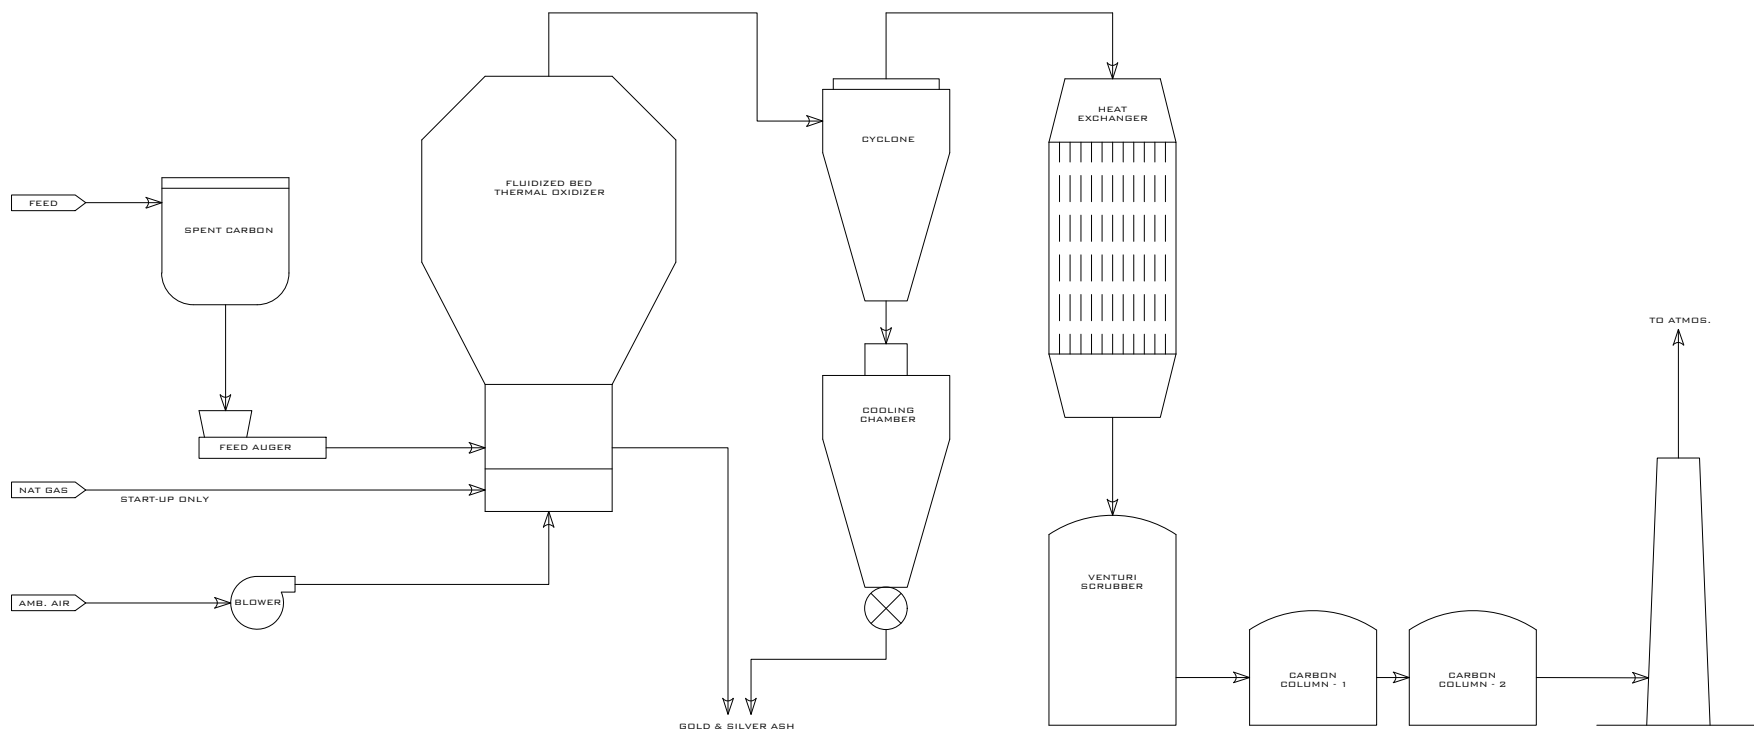 FEED
SPENT CARBON
FEED AUGER
NAT GAS
START-UP ONLY
AMB. AIR
BLOWER
FLUIDIZED BED
THERMAL OXIDIZER
CYCLONE
COOLING
CHAMBER
GOLD & SILVER ASH
HEAT
EXCHANGER
VENTURI
SCRUBBER
CARBON
COLUMN - 1
CARBON
COLUMN - 2
TO ATMOS.